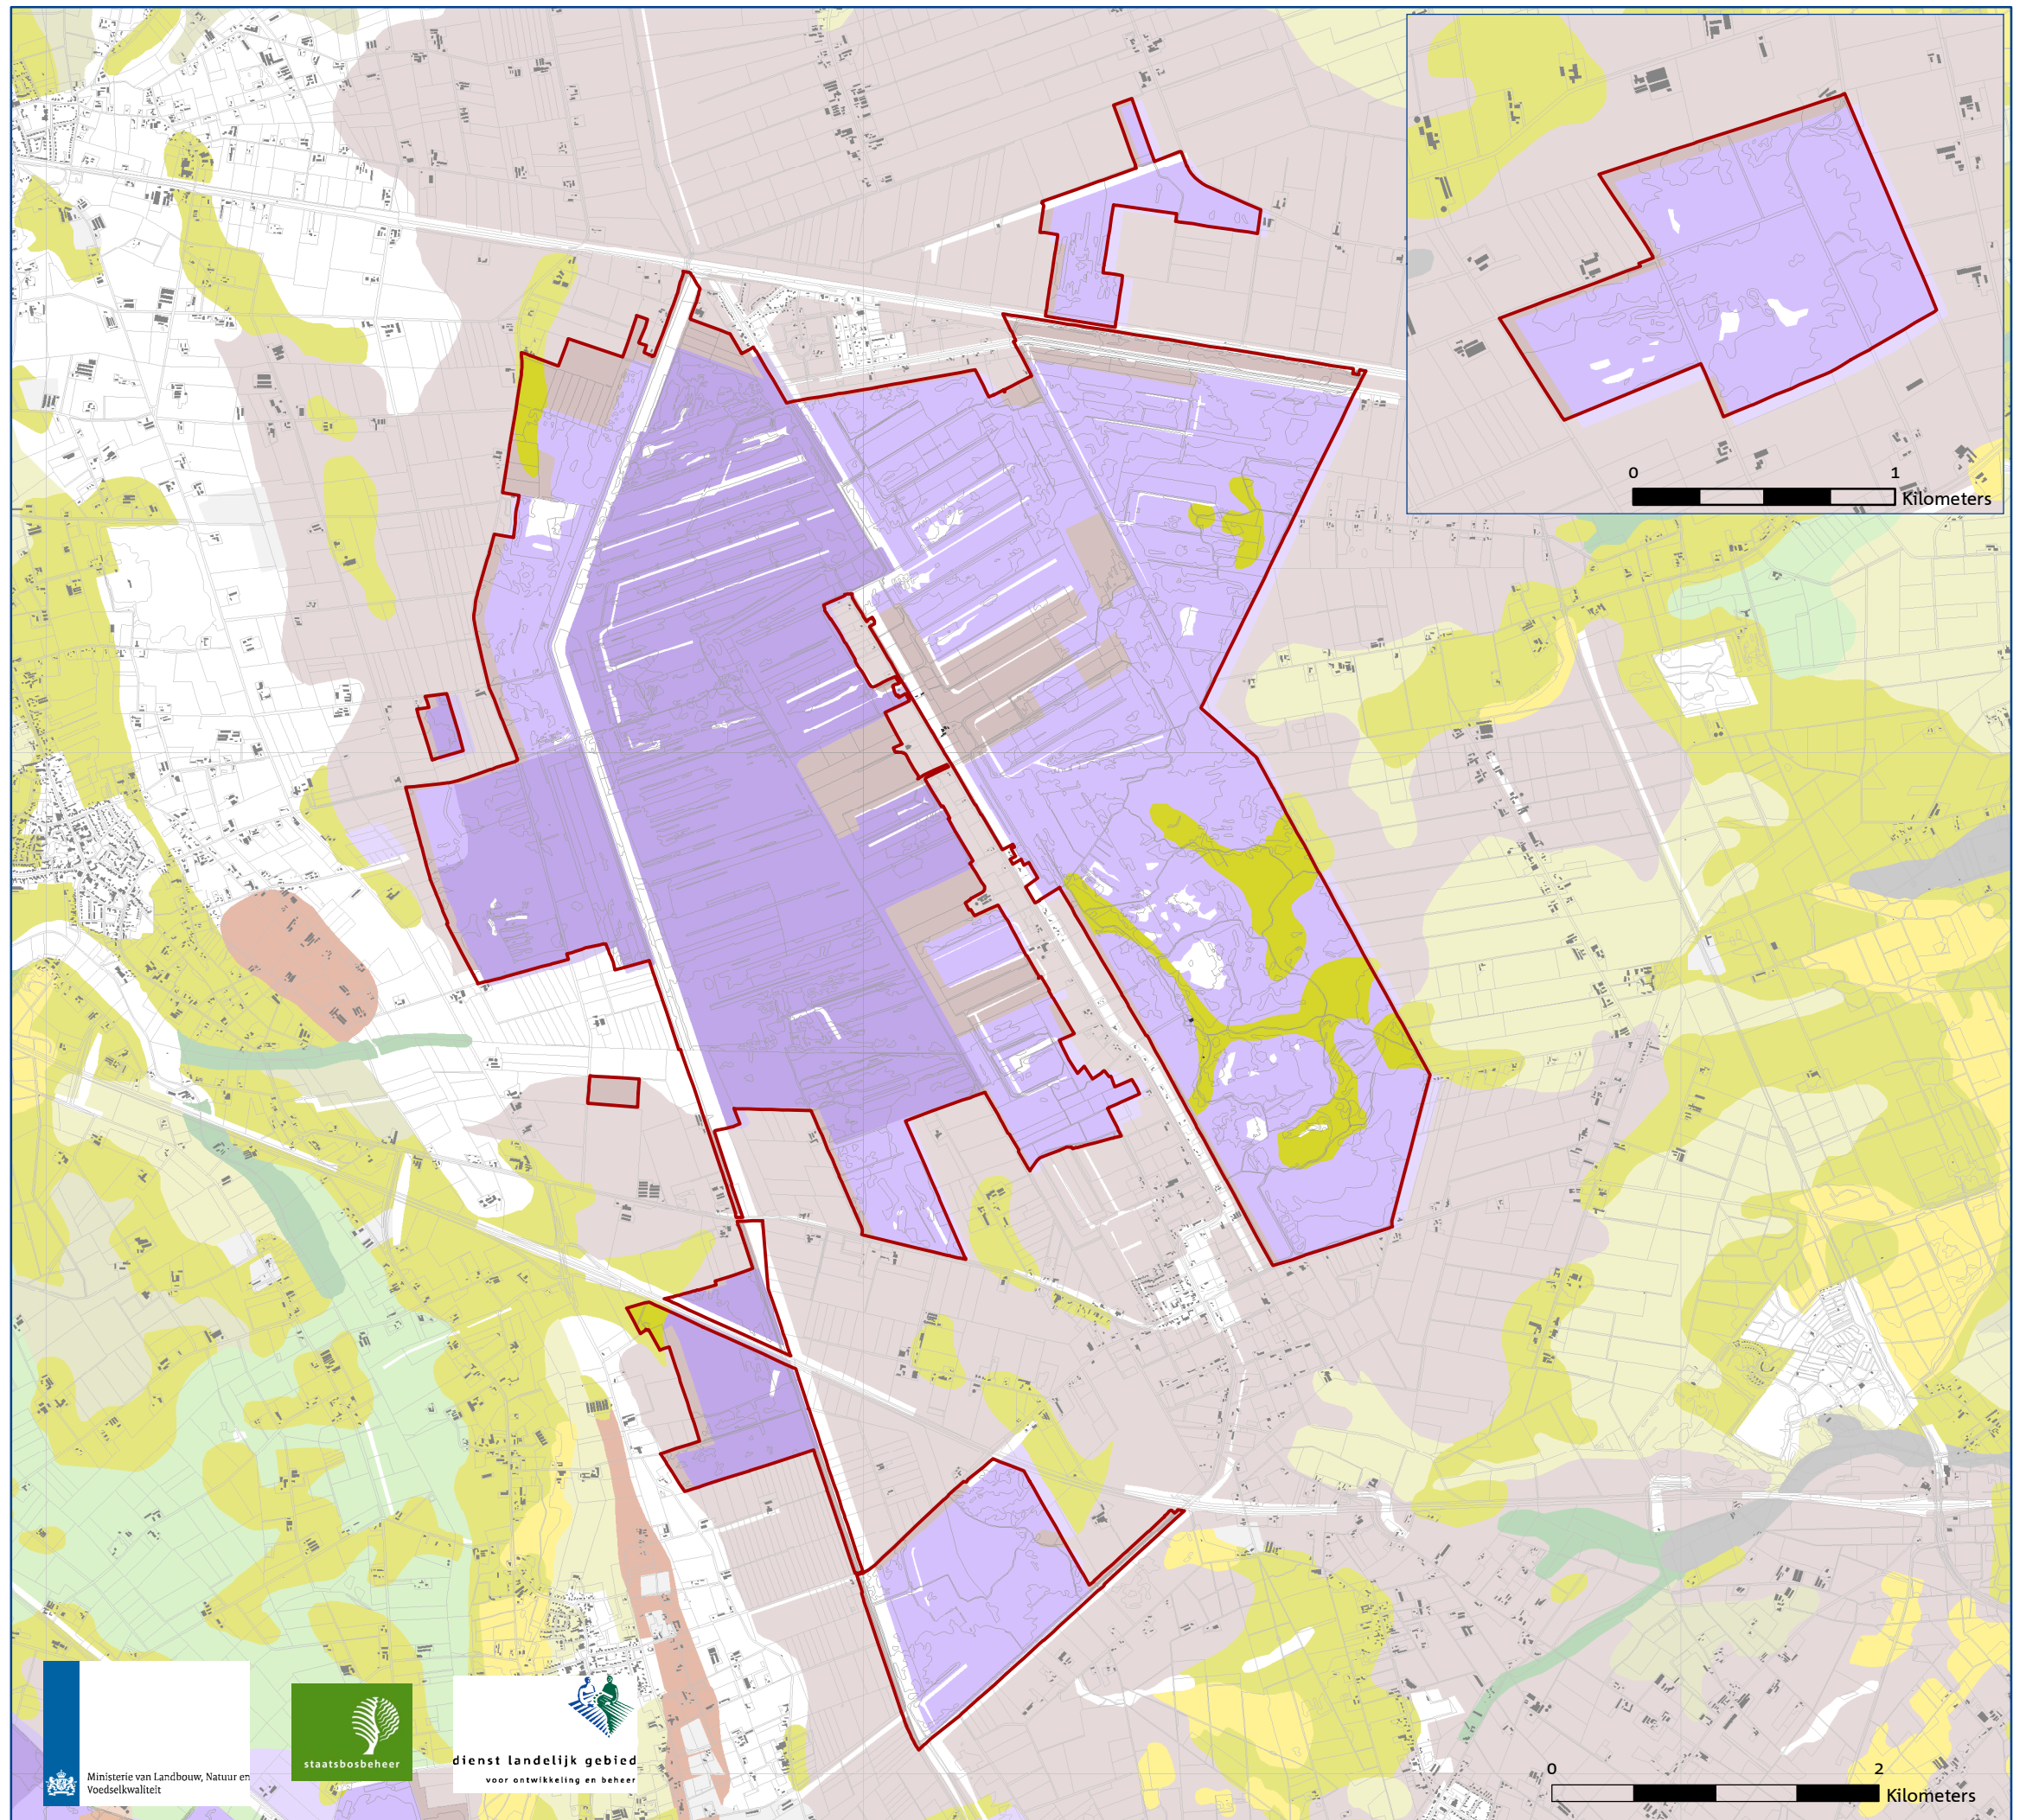 0 1
Kilometers
Ministerie van Landbouw, Natuur en
Voedselkwaliteit
staatsbosbeheer
dienst landelijk gebied
voor ontwikkeling en beheer
0 2
Kilometers